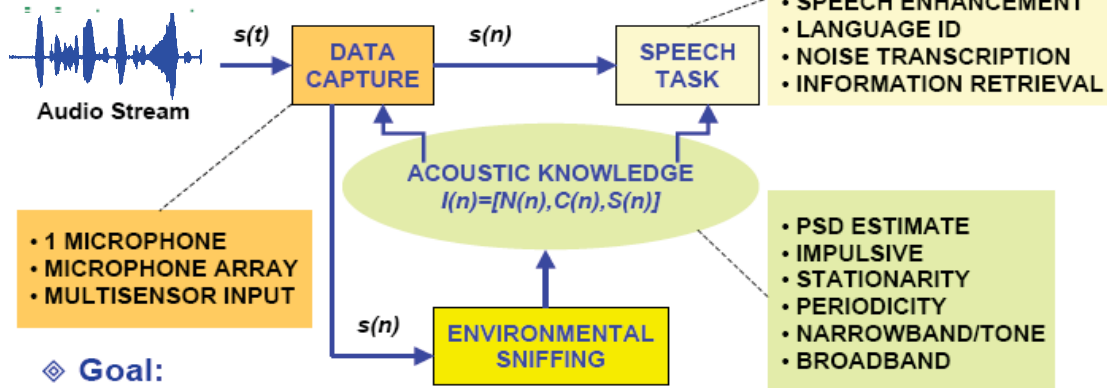 • SPEECH ENHANCEMENT
• LANGUAGE ID
• NOISE TRANSCRIPTION
• INFORMATION RETRIEVAL
s(t)
DATA
CAPTURE
s(n)
SPEECH
TASK
Audio Stream
ACOUSTIC KNOWLEDGE
I(n)=[N(n),C(n),S(n)]
• 1 MICROPHONE
• MICROPHONE ARRAY
• MULTISENSOR INPUT
• PSD ESTIMATE
• IMPULSIVE
• STATIONARITY
• PERIODICITY
• NARROWBAND/TONE
• BROADBAND
s(n)
ENVIRONMENTAL
SNIFFING
Goal: